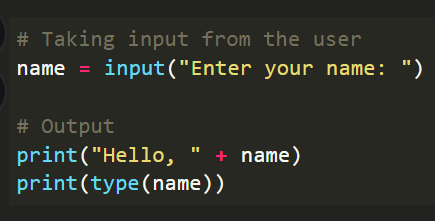 # Taking input from the user
name = input("Enter your name: ")
# Output
print("Hello, " + name)
print(type(name))